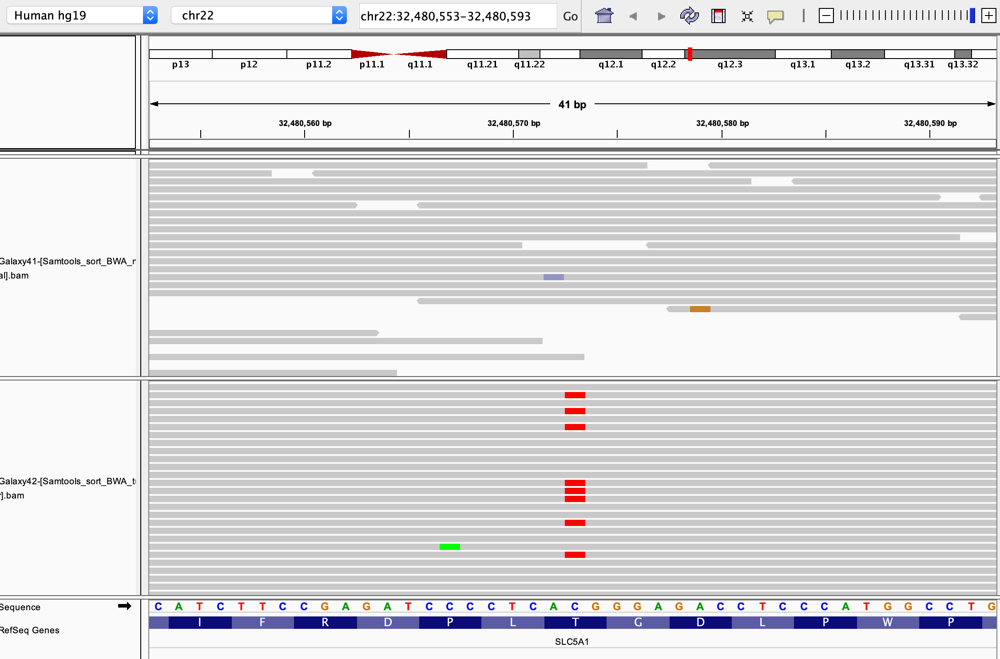 Human hg19 chr22 chr22:32,480,553-32,480,593 Go
p13 p12 p11.2 p11.1 q11.1 q11.21 q11.22 q12.1 q12.2 q12.3 q13.1 q13.2 q13.31 q13.32
41 bp
32,480,560 bp 32,480,570 bp 32,480,580 bp 32,480,590 bp
Galaxy41-[Samtools_sort_BWA_n
al].bam
Galaxy42-[Samtools_sort_BWA_tu
r].bam
Sequence C A T C T T C C G A G A T C C C C T C A C G G G A G A C C T C C C A T G G C C T G
I F R D P L T G D L P W P
RefSeq Genes
SLC5A1